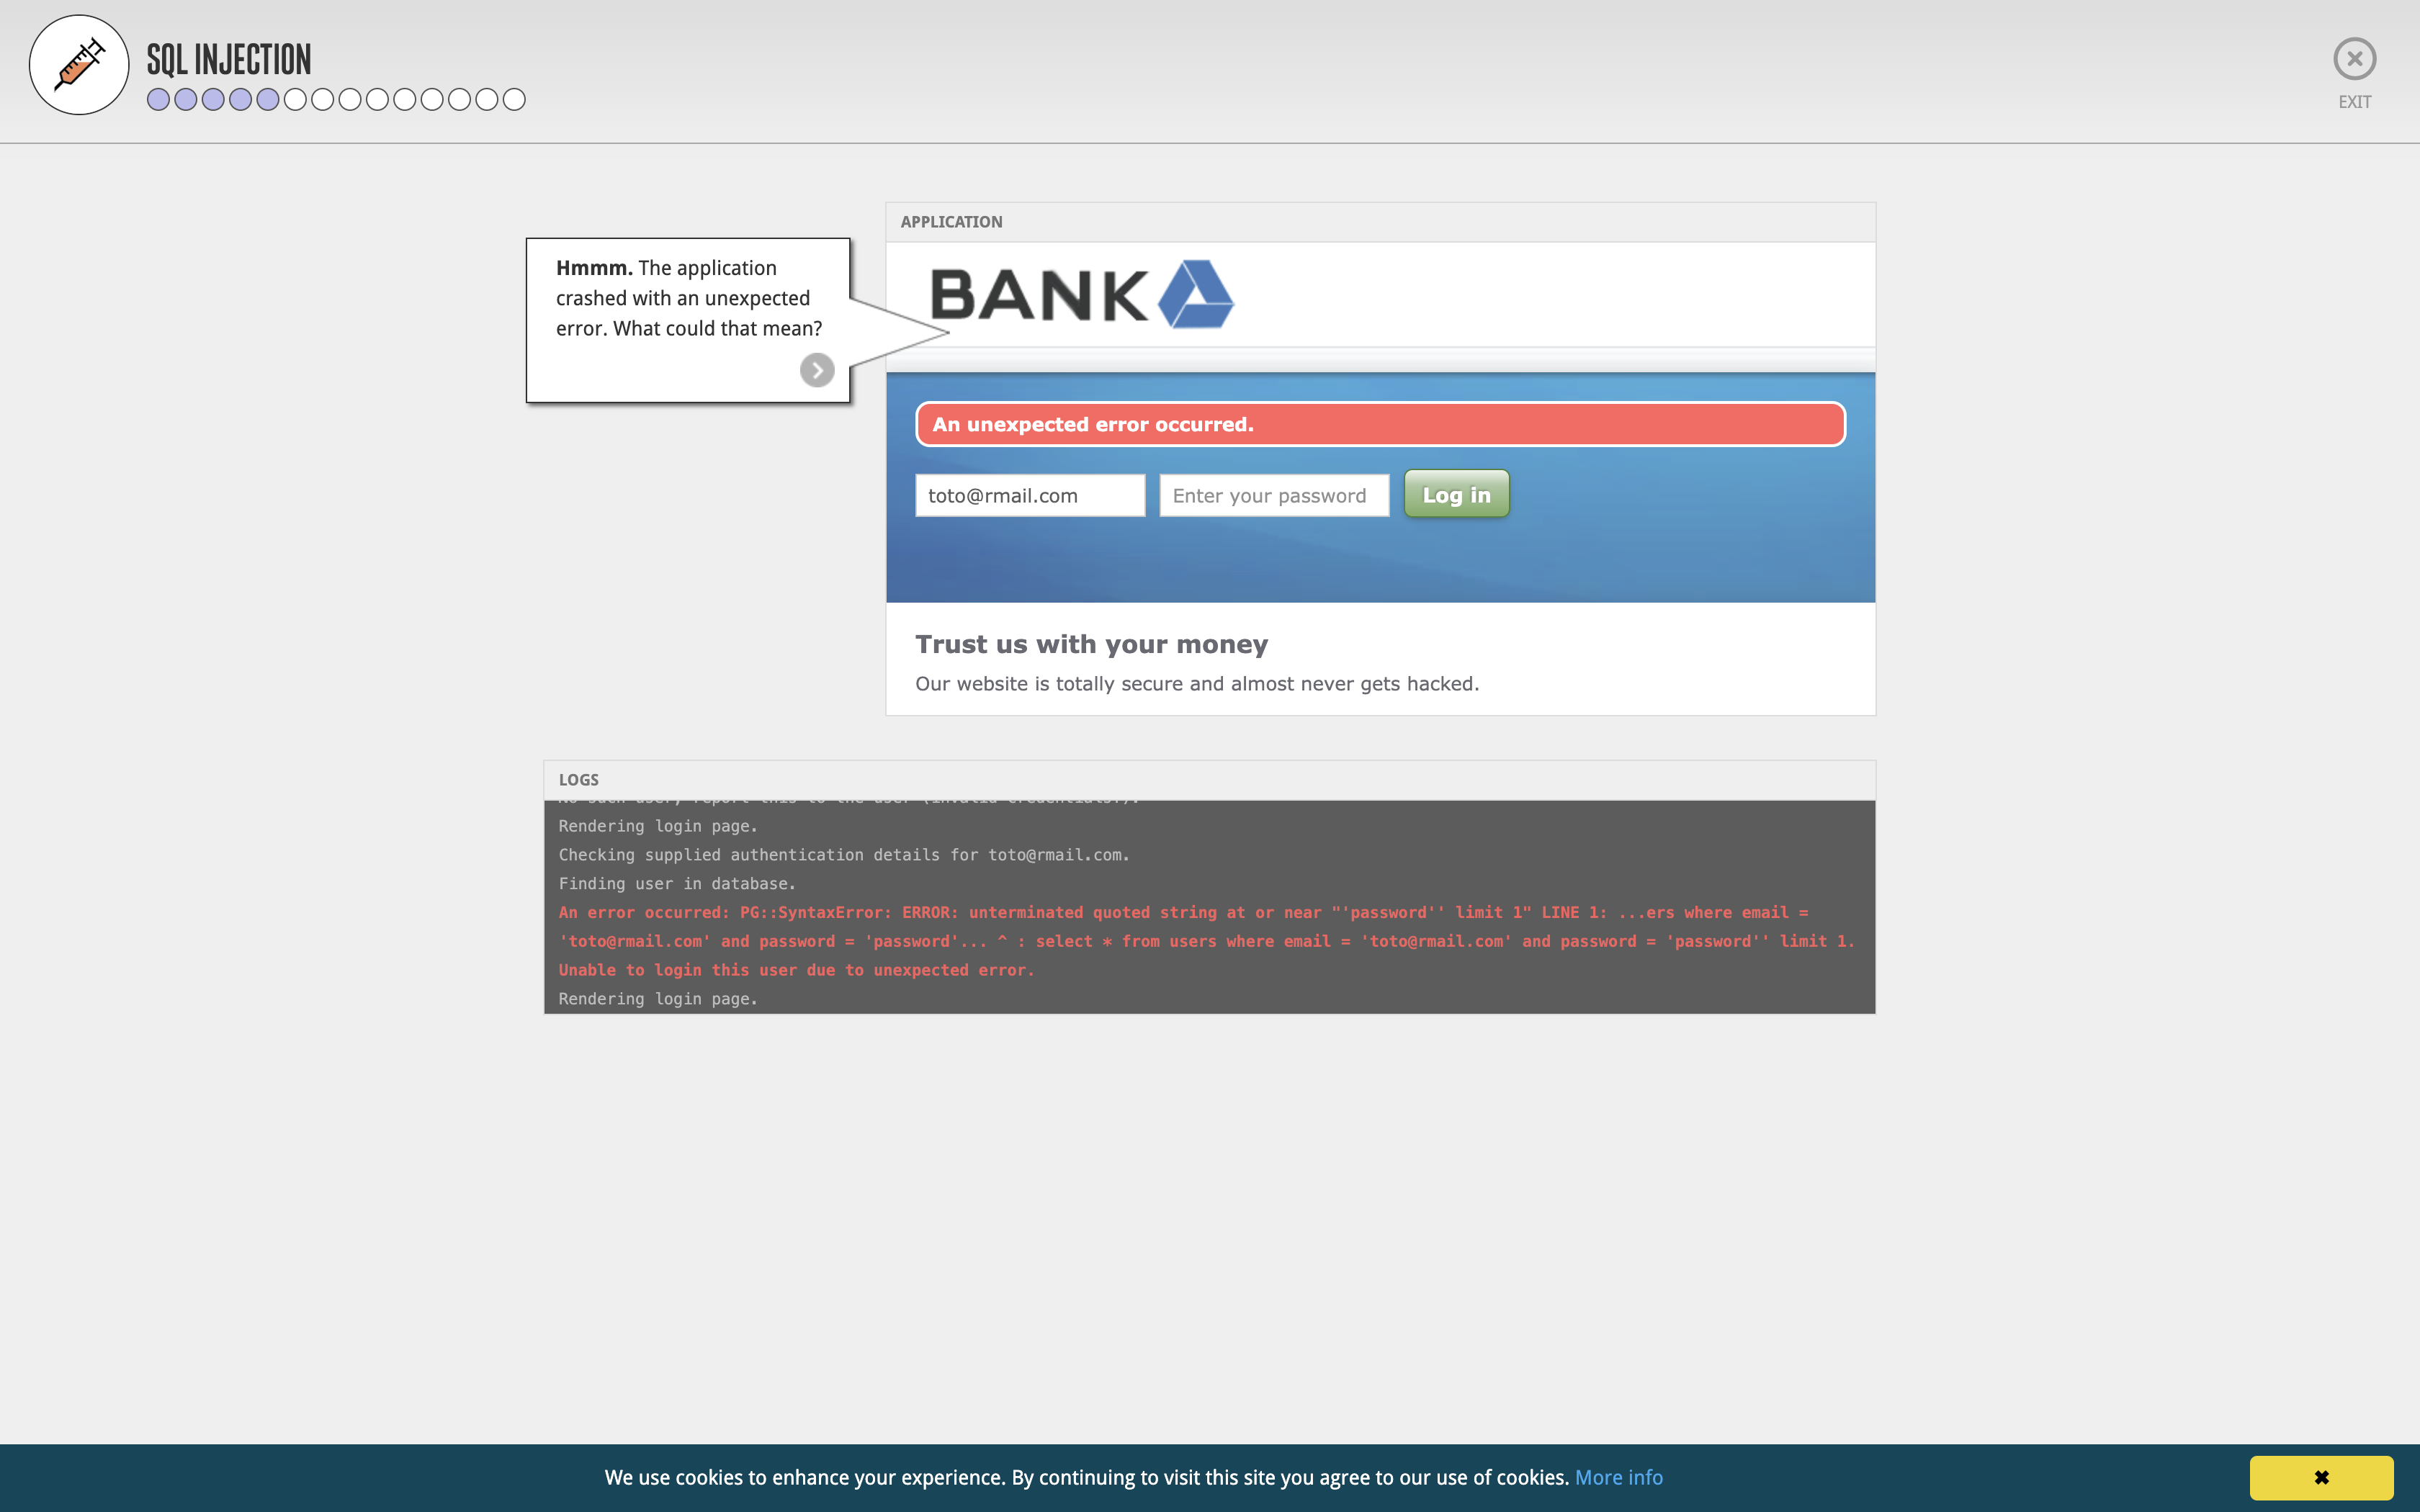 SQL INJECTION
EXIT
APPLICATION
Hmmm. The application
crashed with an unexpected
error. What could that mean?
BANK
An unexpected error occurred.
toto@rmail.com
Enter your password
Log in
Trust us with your money
Our website is totally secure and almost never gets hacked.
LOGS
Rendering login page.
Checking supplied authentication details for toto@rmail.com.
Finding user in database.
An error occurred: PG::SyntaxError: ERROR: unterminated quoted string at or near "'password'' limit 1" LINE 1: ...ers where email =
'toto@rmail.com' and password = 'password'... ^ : select * from users where email = 'toto@rmail.com' and password = 'password'' limit 1.
Unable to login this user due to unexpected error.
Rendering login page.
We use cookies to enhance your experience. By continuing to visit this site you agree to our use of cookies. More info